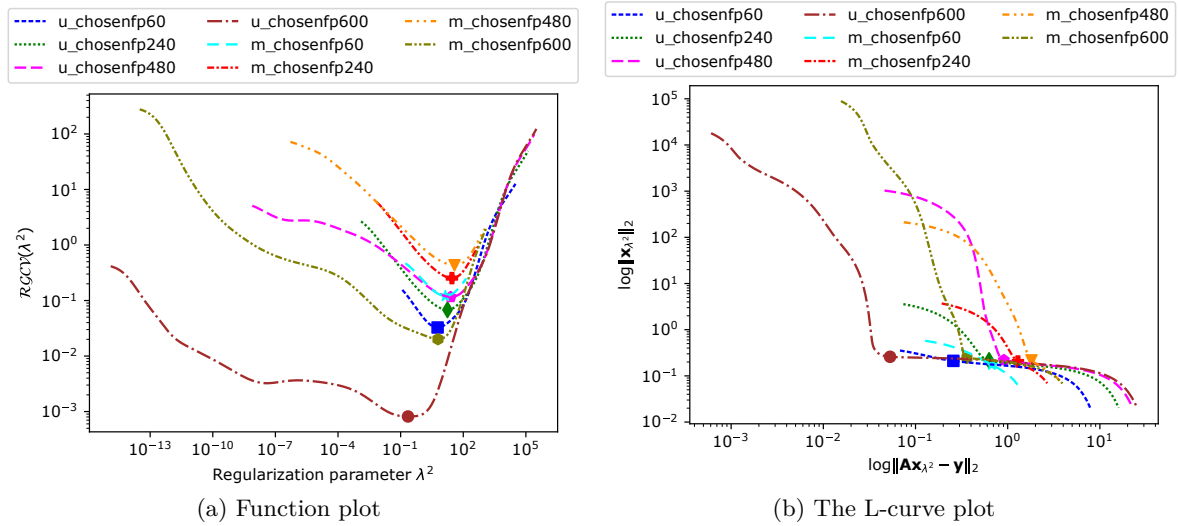 u_chosenfp60 u_chosenfp600 m_chosenfp480
u_chosenfp240 m_chosenfp60 m_chosenfp600
u_chosenfp480 m_chosenfp240
10² 10¹ 10⁰ 10⁻¹ 10⁻² 10⁻³
ℛ𝒢𝒞𝒱(λ²)
10⁻¹³ 10⁻¹⁰ 10⁻⁷ 10⁻⁴ 10⁻¹ 10² 10⁵
Regularization parameter λ²
(a) Function plot
u_chosenfp60 u_chosenfp600 m_chosenfp480
u_chosenfp240 m_chosenfp60 m_chosenfp600
u_chosenfp480 m_chosenfp240
10⁵ 10⁴ 10³ 10² 10¹ 10⁰ 10⁻¹ 10⁻²
log‖x_λ²‖₂
10⁻³ 10⁻² 10⁻¹ 10⁰ 10¹
log‖Ax_λ² − y‖₂
(b) The L-curve plot